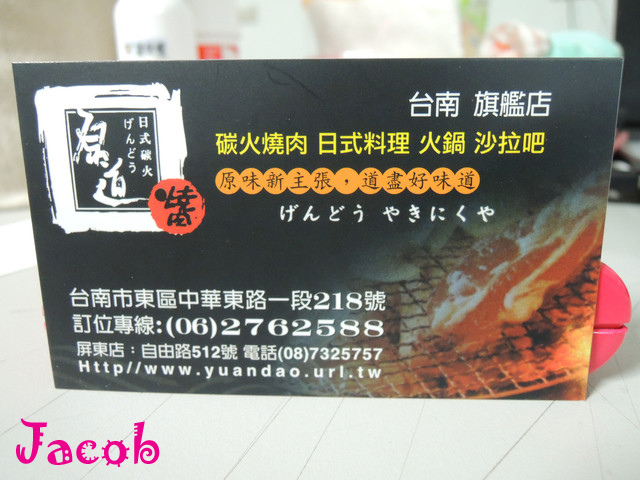 日式碳火
げんどう
原道
燒
台南 旗艦店
碳火燒肉 日式料理 火鍋 沙拉吧
原味新主張，道盡好味道
げんどう やきにくや
台南市東區中華東路一段218號
訂位專線:(06)2762588
屏東店：自由路512號 電話(08)7325757
Http//www.yuandao.url.tw
Jacob